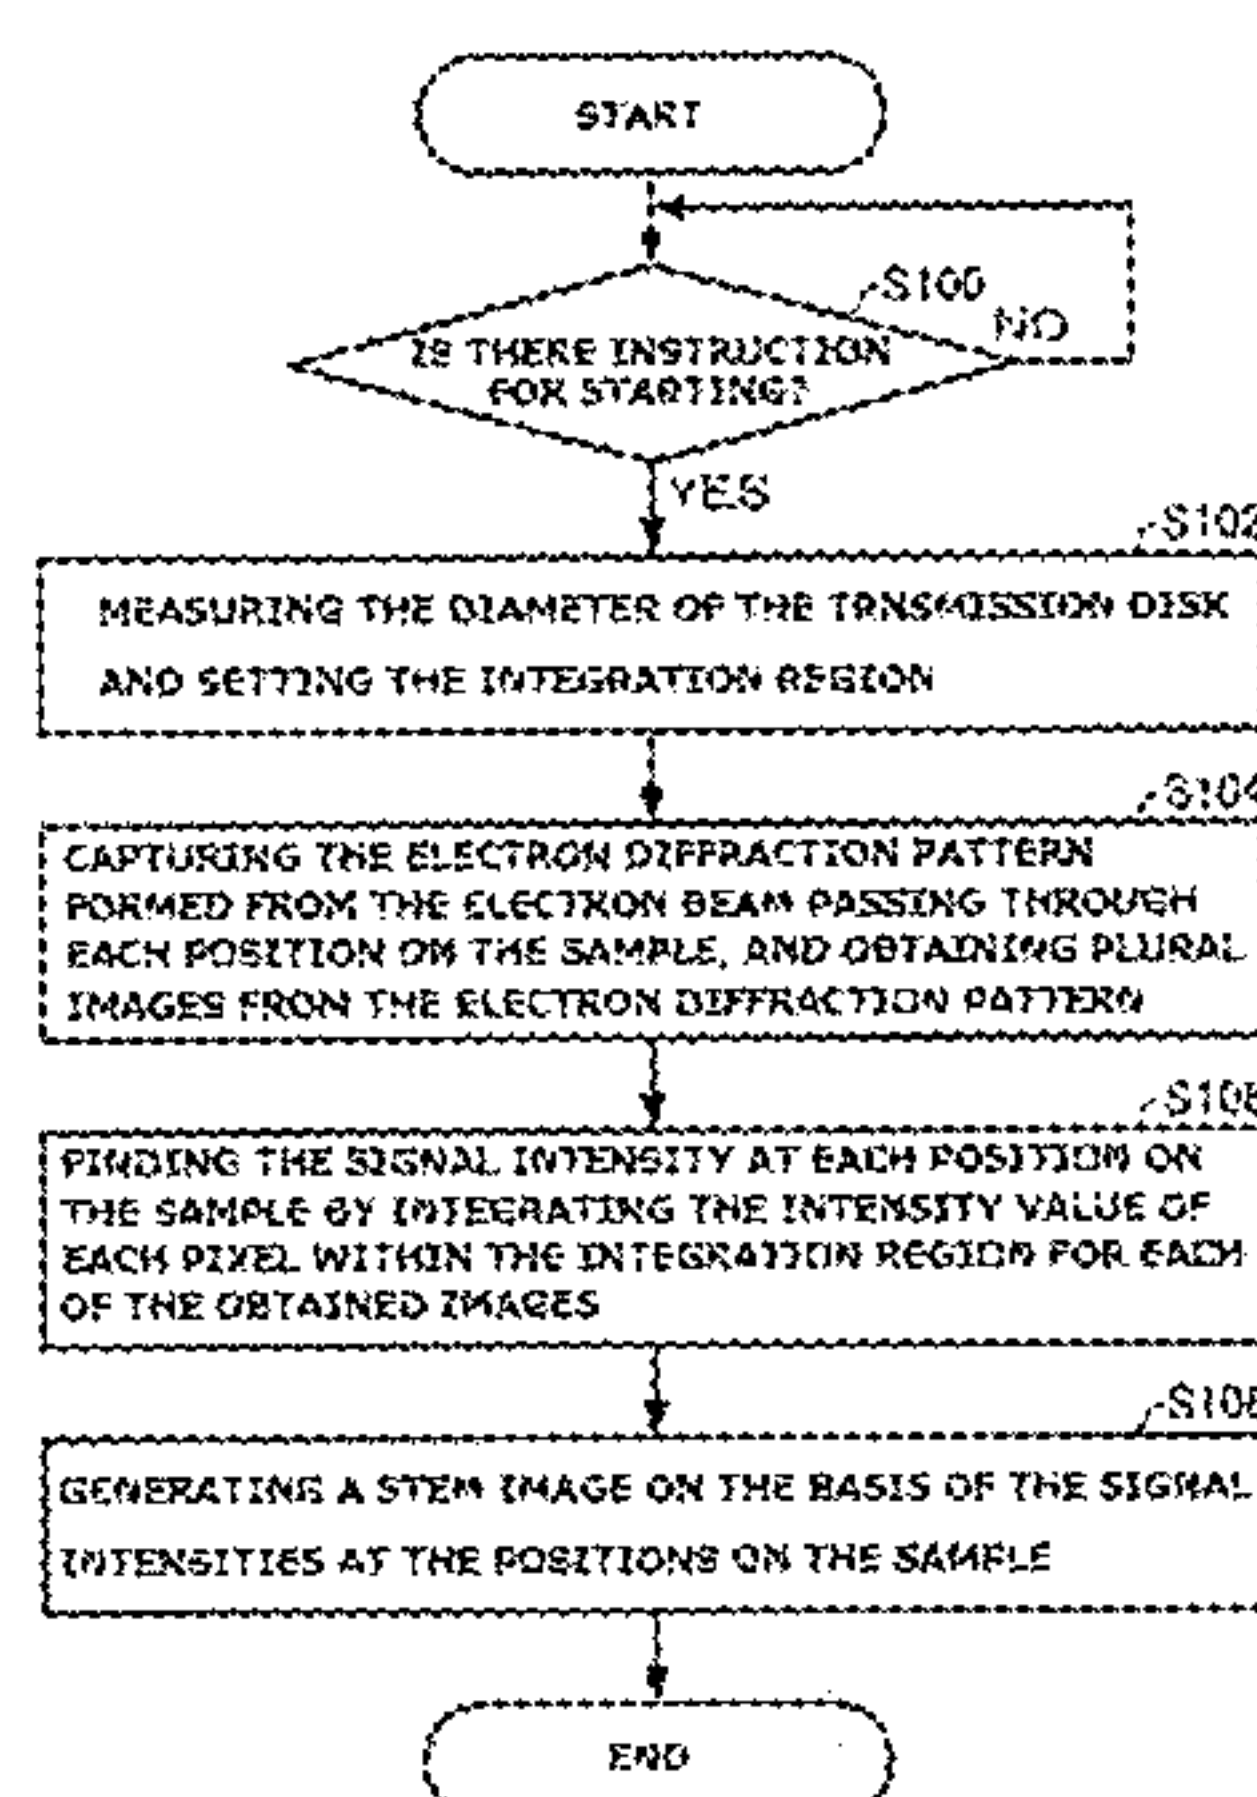 START
S100
NO
IS THERE INSTRUCTION
FOR STARTING?
YES
S102
MEASURING THE DIAMETER OF THE TRNSMISSION DISK
AND SETTING THE INTEGRATION REGION
S104
CAPTURING THE ELECTRON DIFFRACTION PATTERN
FORMED FROM THE ELECTRON BEAM PASSING THROUGH
EACH POSITION ON THE SAMPLE, AND OBTAINING PLURAL
IMAGES FROM THE ELECTRON DIFFRACTION PATTERN
FINDING THE SIGNAL INTENSITY AT EACH POSITION ON
THE SAMPLE BY INTEGRATING THE INTENSITY VALUE OF
EACH PIXEL WITHIN THE INTEGRATION REGION FOR EACH
OF THE OBTAINED IMAGES
GENERATING A STEM IMAGE ON THE BASIS OF THE SIGNAL
INTENSITIES AT THE POSITIONS ON THE SAMPLE
END